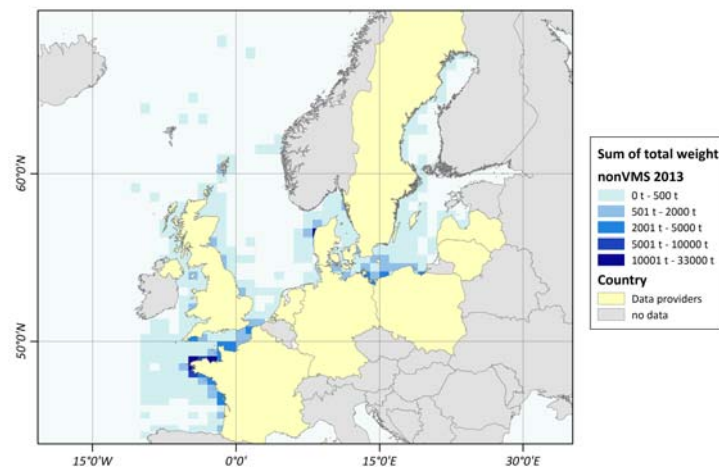 60°0'N
50°0'N
15°0'W
0°0'
15°0'E
30°0'E
Sum of total weight
nonVMS 2013
0 t - 500 t
501 t - 2000 t
2001 t - 5000 t
5001 t - 10000 t
10001 t - 33000 t
Country
Data providers
no data